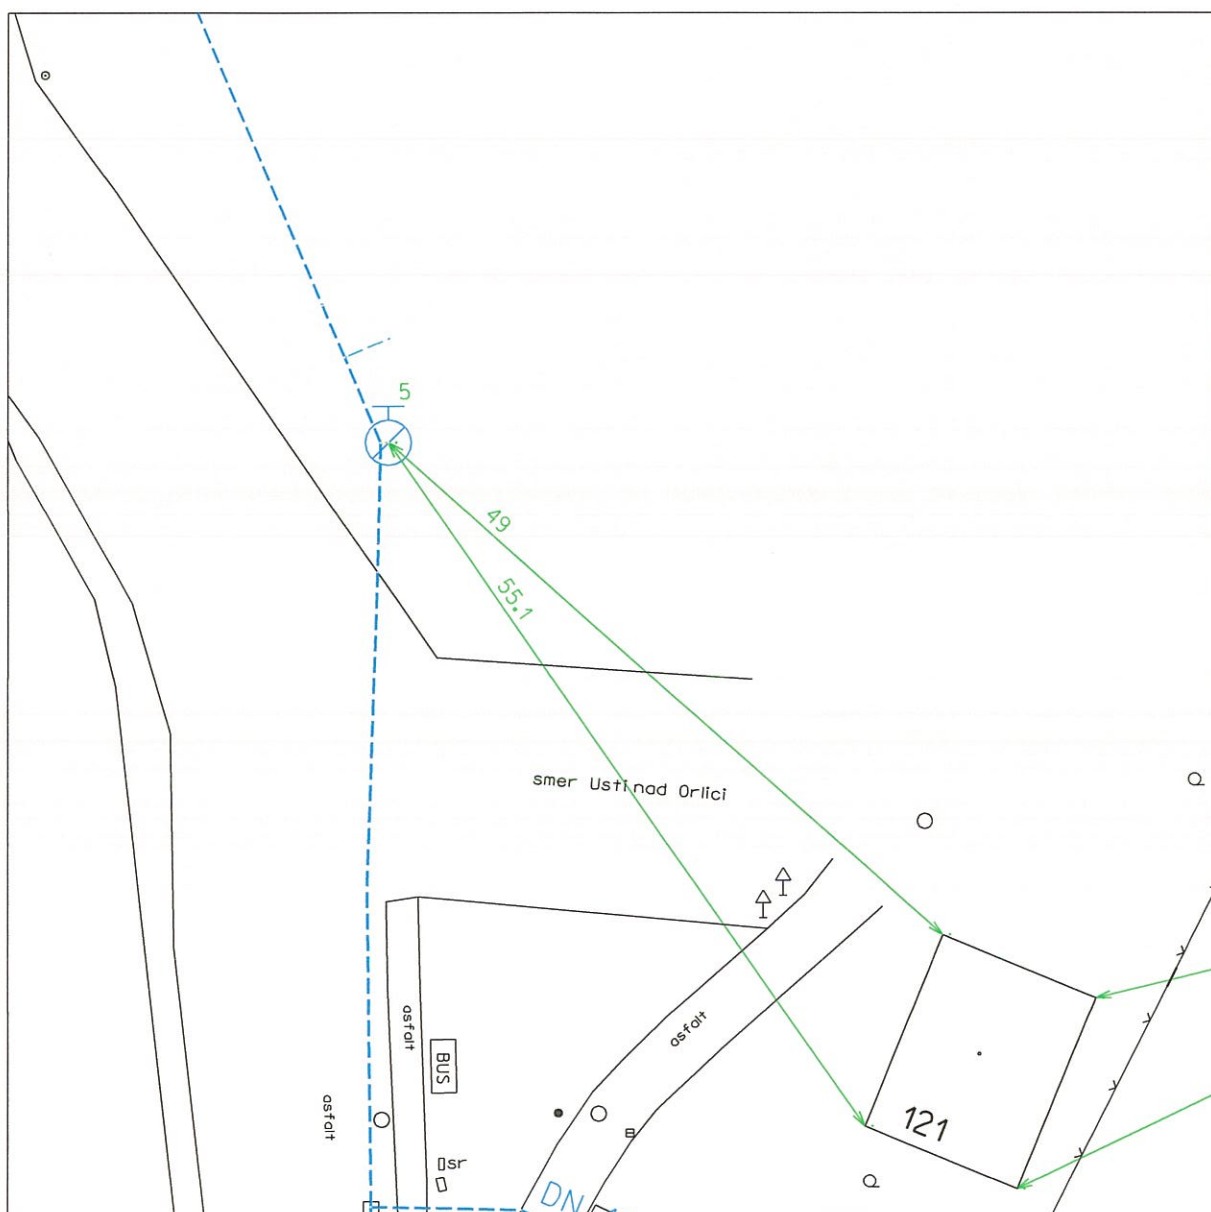 5
49
55.1
smer Usti nad Orlici
asfalt
asfalt
BUS
asfalt
121
sr
DN